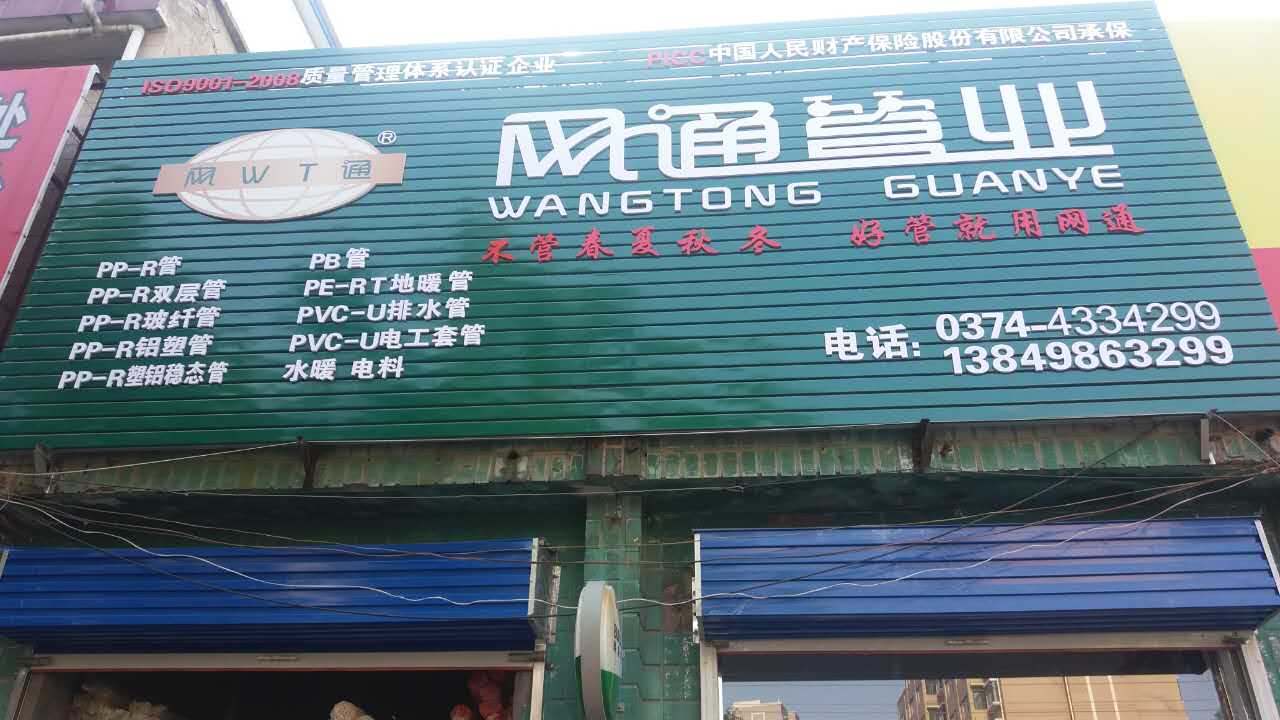 ISO9001-2008质量管理体系认证企业
PICC中国人民财产保险股份有限公司承保
网WT通®
网通管业
WANGTONG GUANYE
不管春夏秋冬 好管就用网通
PP-R管
PP-R双层管
PP-R玻纤管
PP-R铝塑管
PP-R塑铝稳态管
PB管
PE-RT地暖管
PVC-U排水管
PVC-U电工套管
水暖 电料
电话: 0374-4334299
13849863299
处